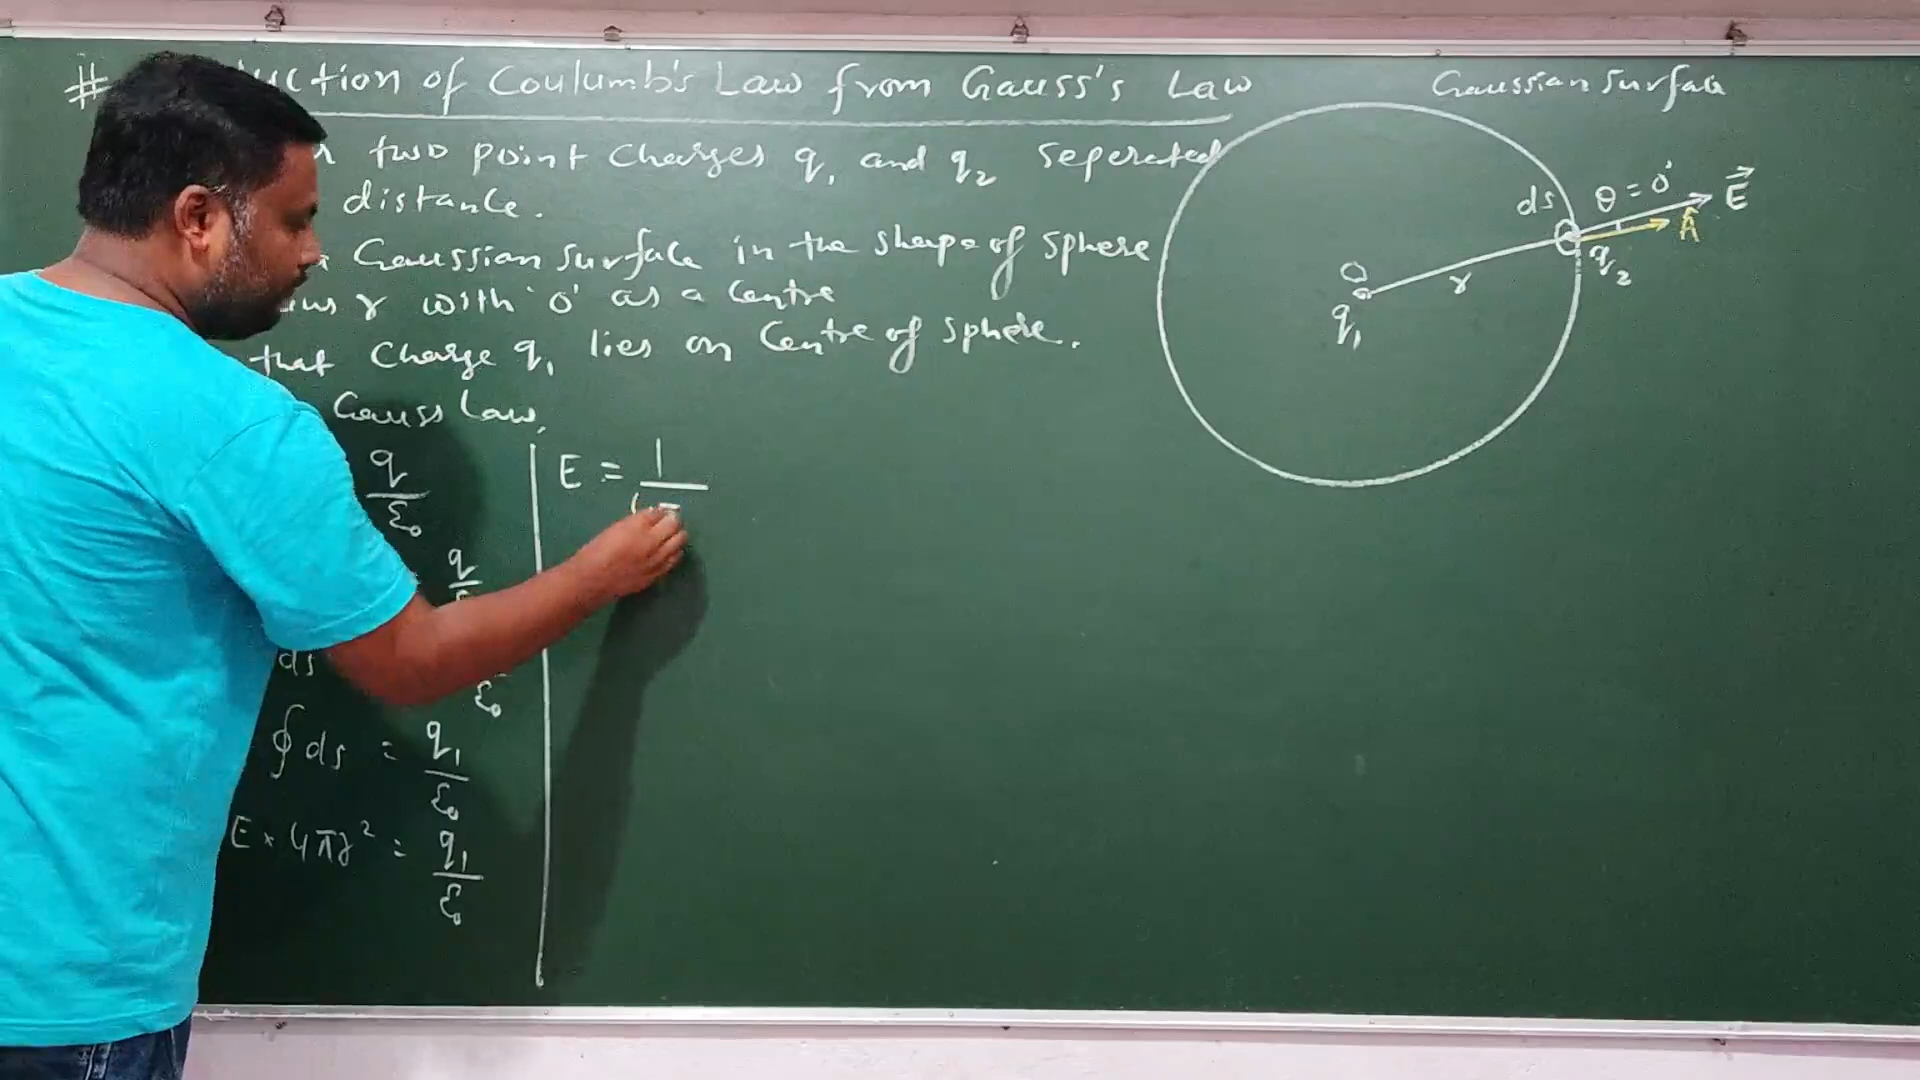 # uction of Coulumb's Law from Gauss's Law
two point Charges q₁ and q₂ seperated
distance.
Gaussian surface in the shape of sphere
r with 'o' as a Centre
that Charge q₁ lies on Centre of sphere.
Gauss Law,
q/ε₀
q
ds ε₀
∮ds = q₁/ε₀
E × 4πr² = q₁/ε₀
E = 1
Gaussian surface
ds θ = 0° E⃗
n̂
q₂
O r
q₁